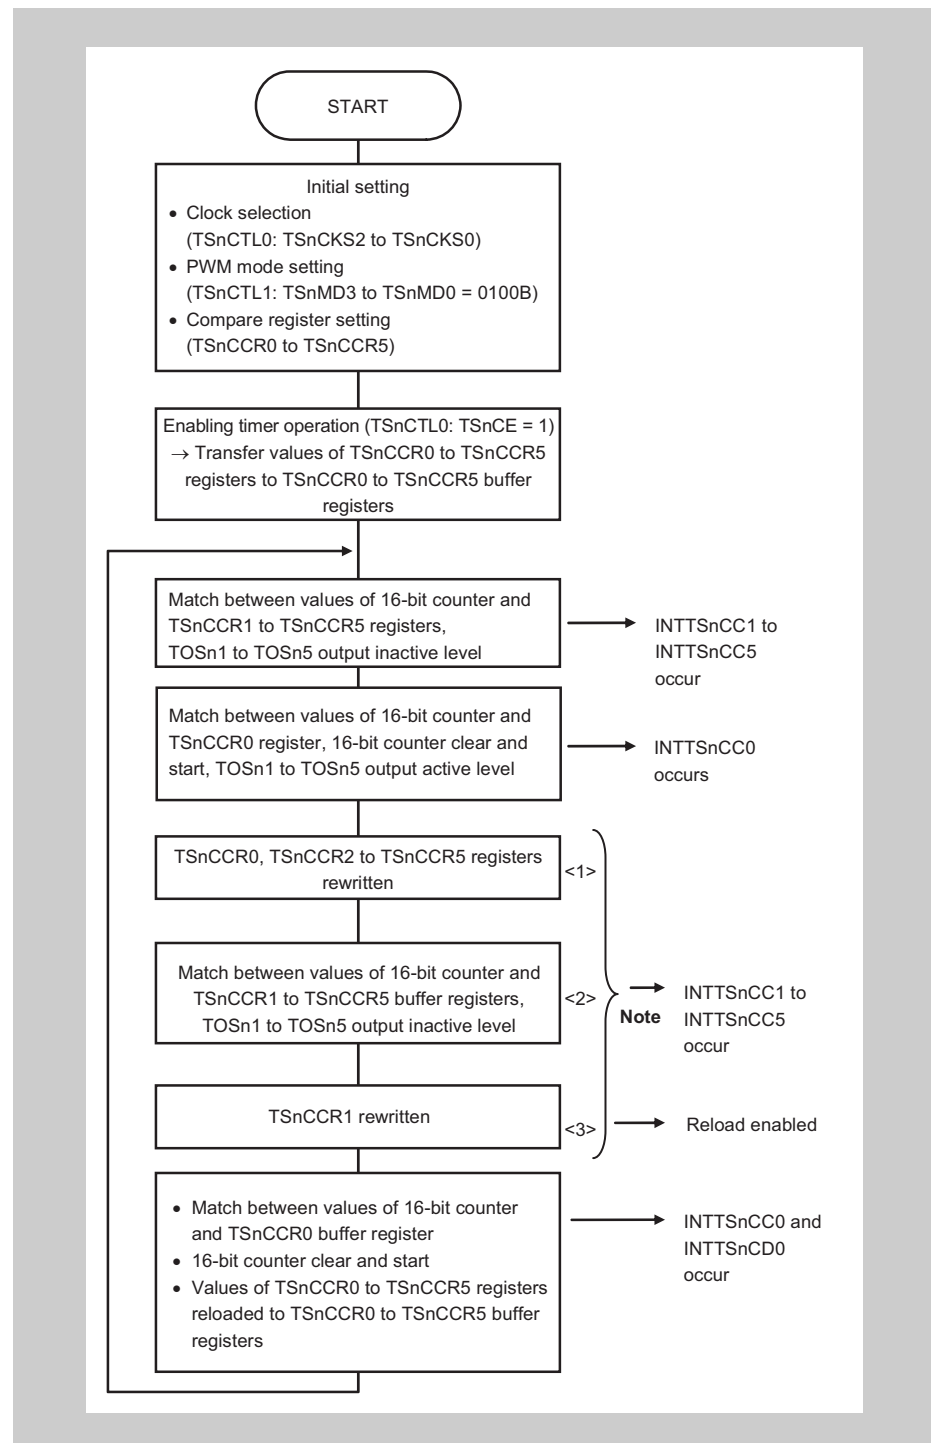 START
Initial setting
• Clock selection
(TSnCTL0: TSnCKS2 to TSnCKS0)
• PWM mode setting
(TSnCTL1: TSnMD3 to TSnMD0 = 0100B)
• Compare register setting
(TSnCCR0 to TSnCCR5)
Enabling timer operation (TSnCTL0: TSnCE = 1)
→ Transfer values of TSnCCR0 to TSnCCR5
registers to TSnCCR0 to TSnCCR5 buffer
registers
Match between values of 16-bit counter and
TSnCCR1 to TSnCCR5 registers,
TOSn1 to TOSn5 output inactive level
INTTSnCC1 to
INTTSnCC5
occur
Match between values of 16-bit counter and
TSnCCR0 register, 16-bit counter clear and
start, TOSn1 to TOSn5 output active level
INTTSnCC0
occurs
TSnCCR0, TSnCCR2 to TSnCCR5 registers
rewritten
<1>
Match between values of 16-bit counter and
TSnCCR1 to TSnCCR5 buffer registers,
TOSn1 to TOSn5 output inactive level
<2>
Note
INTTSnCC1 to
INTTSnCC5
occur
TSnCCR1 rewritten
<3>
Reload enabled
• Match between values of 16-bit counter
and TSnCCR0 buffer register
• 16-bit counter clear and start
• Values of TSnCCR0 to TSnCCR5 registers
reloaded to TSnCCR0 to TSnCCR5 buffer
registers
INTTSnCC0 and
INTTSnCD0
occur